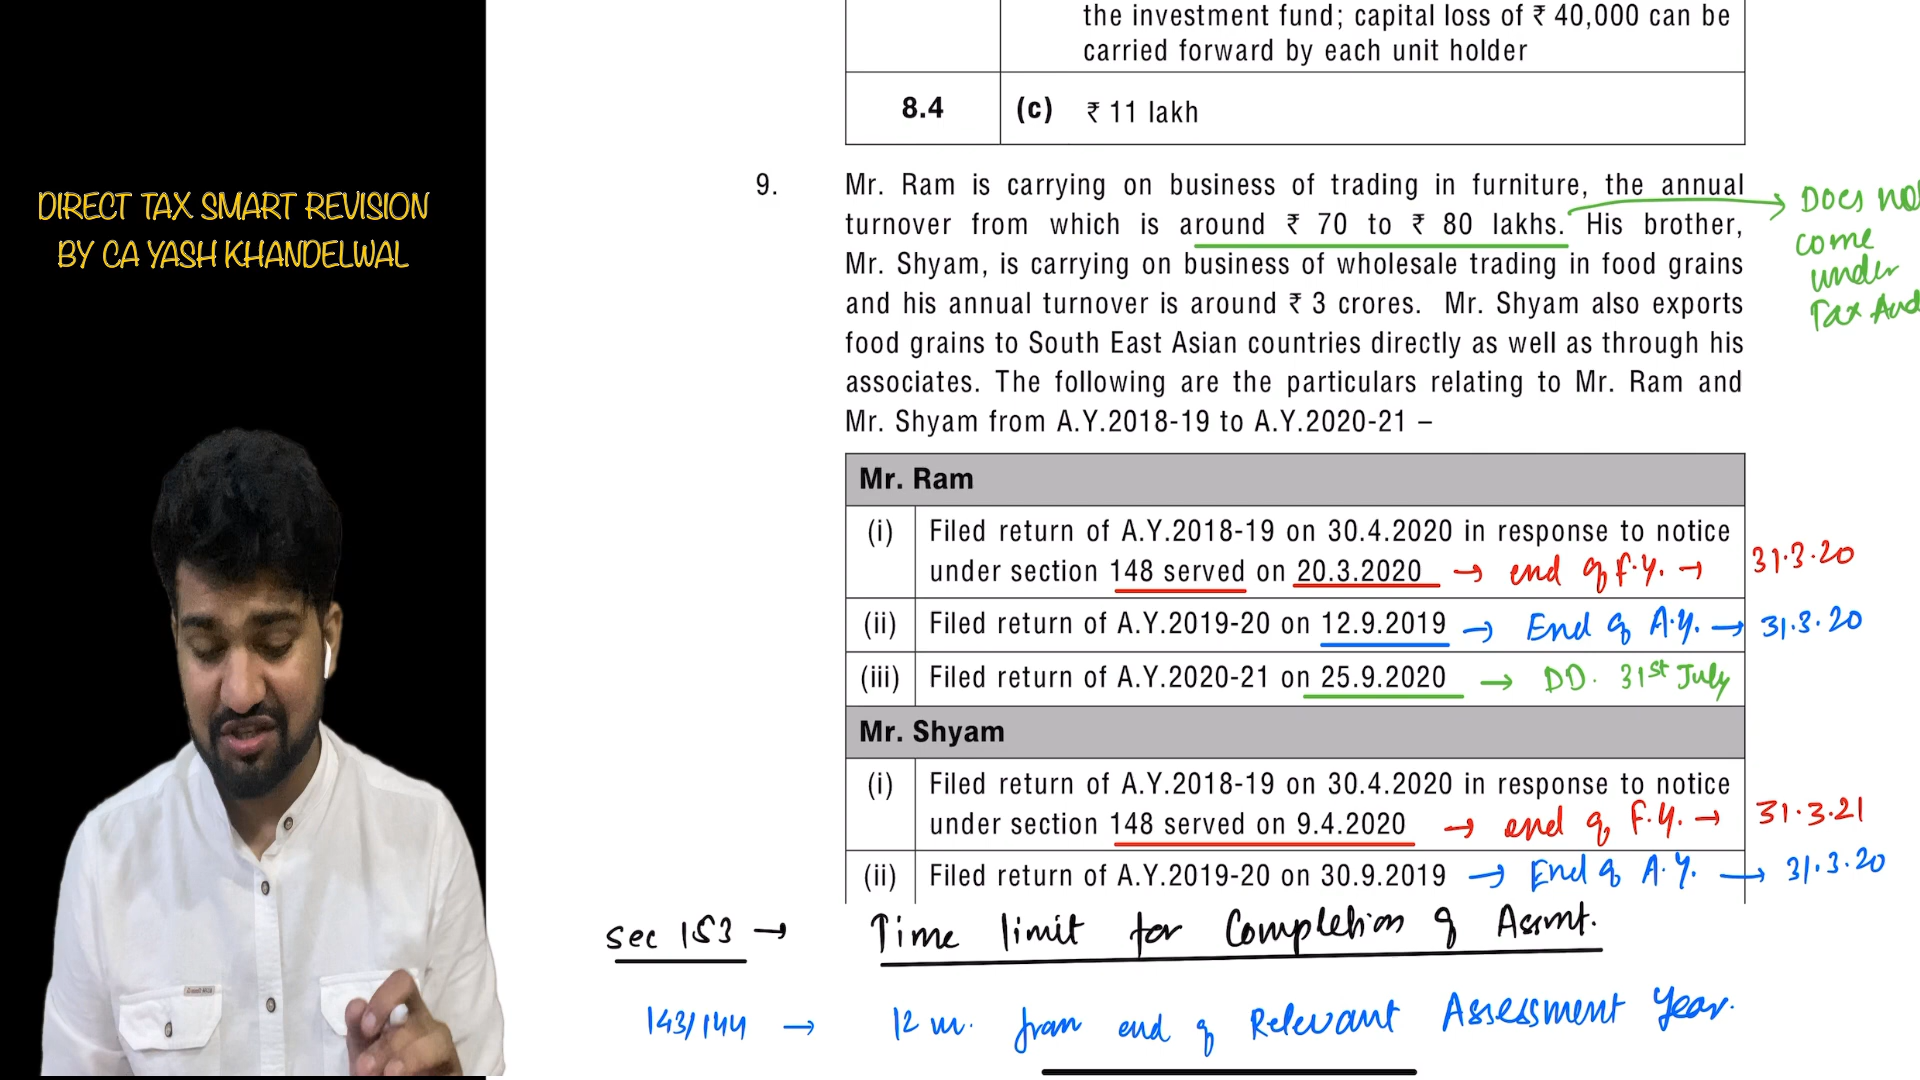 DIRECT TAX SMART REVISION
BY CA YASH KHANDELWAL
the investment fund; capital loss of ₹ 40,000 can be
carried forward by each unit holder
8.4 (c) ₹ 11 lakh
9. Mr. Ram is carrying on business of trading in furniture, the annual
turnover from which is around ₹ 70 to ₹ 80 lakhs. His brother,
Mr. Shyam, is carrying on business of wholesale trading in food grains
and his annual turnover is around ₹ 3 crores. Mr. Shyam also exports
food grains to South East Asian countries directly as well as through his
associates. The following are the particulars relating to Mr. Ram and
Mr. Shyam from A.Y.2018-19 to A.Y.2020-21 –
→ Does no
come
under
Tax Aud
Mr. Ram
(i) Filed return of A.Y.2018-19 on 30.4.2020 in response to notice
under section 148 served on 20.3.2020 → end of F.Y. → 31.3.20
(ii) Filed return of A.Y.2019-20 on 12.9.2019 → End of A.Y. → 31.3.20
(iii) Filed return of A.Y.2020-21 on 25.9.2020 → DD. 31st July
Mr. Shyam
(i) Filed return of A.Y.2018-19 on 30.4.2020 in response to notice
under section 148 served on 9.4.2020 → end of F.Y. → 31.3.21
(ii) Filed return of A.Y.2019-20 on 30.9.2019 → End of A.Y. → 31.3.20
sec 153 → Time limit for Completion of Assmt.
143/144 → 12 m. from end of Relevant Assessment Year.